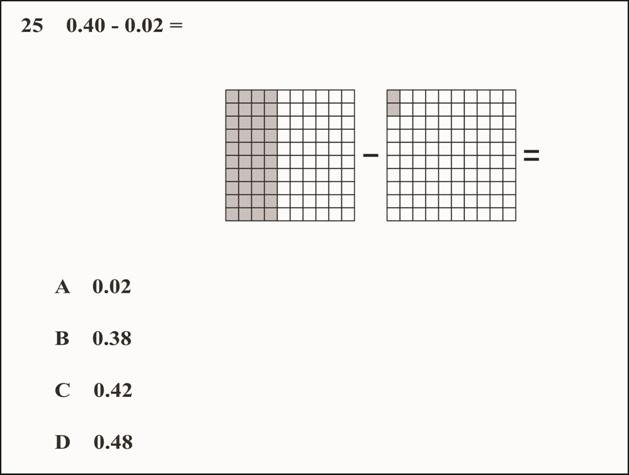 25 0.40 - 0.02 =
– =
A 0.02
B 0.38
C 0.42
D 0.48